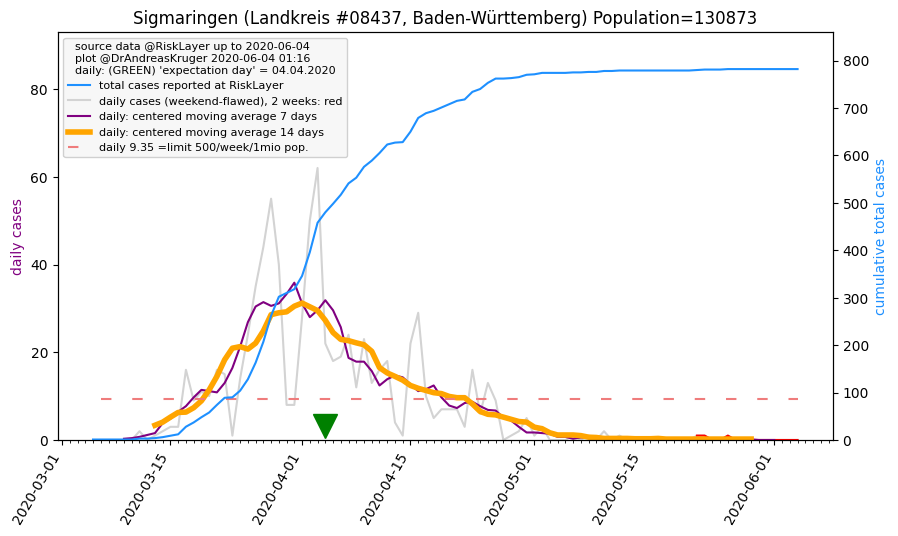 Sigmaringen (Landkreis #08437, Baden-Württemberg) Population=130873
source data @RiskLayer up to 2020-06-04
plot @DrAndreasKruger 2020-06-04 01:16
daily: (GREEN) 'expectation day' = 04.04.2020
total cases reported at RiskLayer
daily cases (weekend-flawed), 2 weeks: red
daily: centered moving average 7 days
daily: centered moving average 14 days
daily 9.35 =limit 500/week/1mio pop.
daily cases
80
60
40
20
0
cumulative total cases
800
700
600
500
400
300
200
100
0
2020-03-01
2020-03-15
2020-04-01
2020-04-15
2020-05-01
2020-05-15
2020-06-01